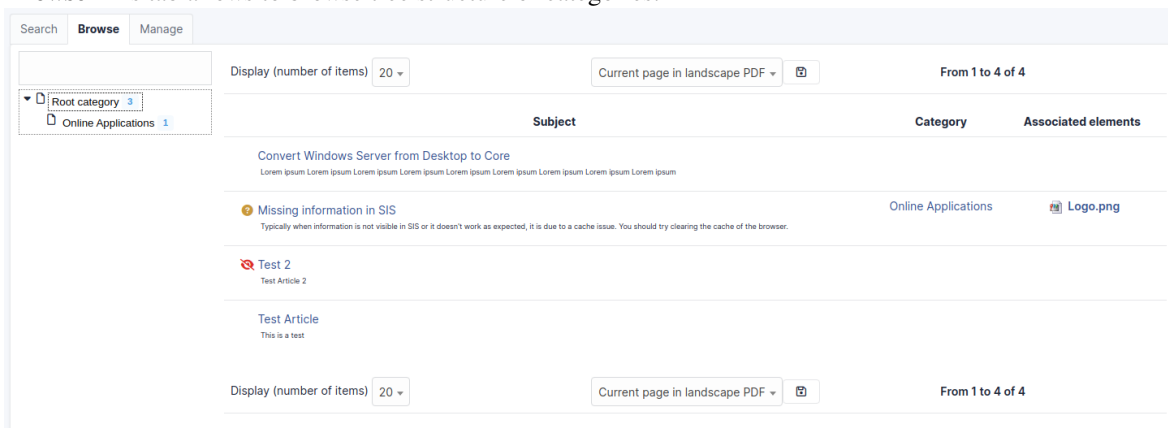 Search Browse Manage
Display (number of items) 20 Current page in landscape PDF From 1 to 4 of 4
Root category 3
Online Applications 1
Subject Category Associated elements
Convert Windows Server from Desktop to Core
Lorem ipsum Lorem ipsum Lorem ipsum Lorem ipsum Lorem ipsum Lorem ipsum Lorem ipsum Lorem ipsum Lorem ipsum
Missing information in SIS Online Applications Logo.png
Typically when information is not visible in SIS or it doesn't work as expected, it is due to a cache issue. You should try clearing the cache of the browser.
Test 2
Test Article 2
Test Article
This is a test
Display (number of items) 20 Current page in landscape PDF From 1 to 4 of 4